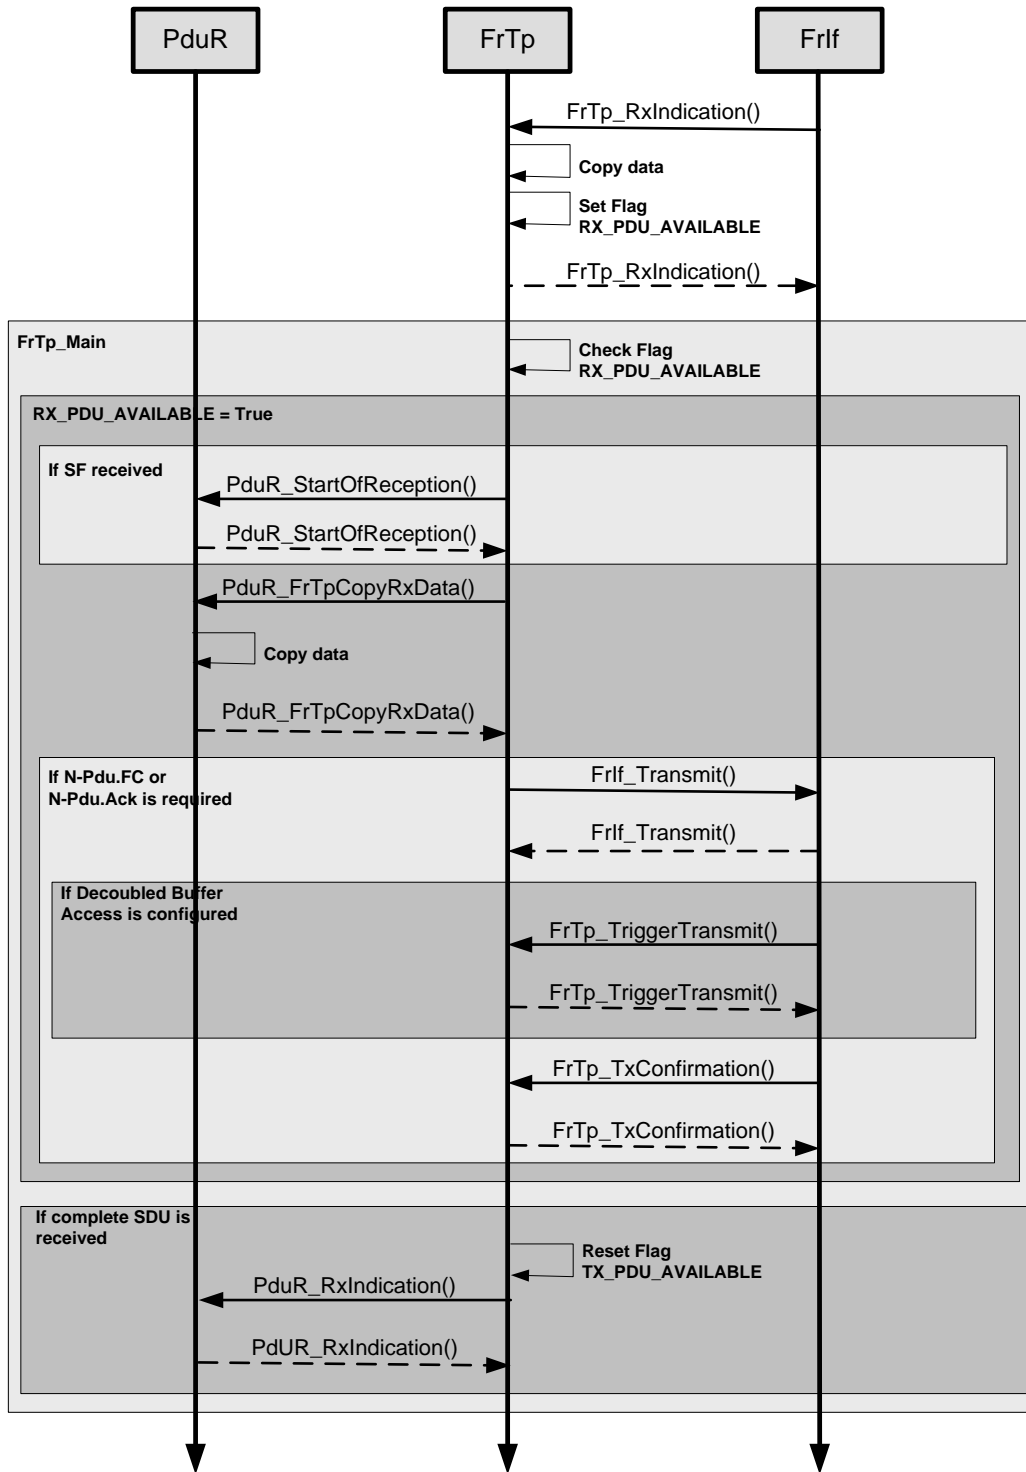 PduR
FrTp
FrIf
FrTp_RxIndication()
Copy data
Set Flag
RX_PDU_AVAILABLE
FrTp_RxIndication()
FrTp_Main
Check Flag
RX_PDU_AVAILABLE
RX_PDU_AVAILABLE = True
If SF received
PduR_StartOfReception()
PduR_StartOfReception()
PduR_FrTpCopyRxData()
Copy data
PduR_FrTpCopyRxData()
If N-Pdu.FC or
N-Pdu.Ack is required
FrIf_Transmit()
FrIf_Transmit()
If Decoubled Buffer
Access is configured
FrTp_TriggerTransmit()
FrTp_TriggerTransmit()
FrTp_TxConfirmation()
FrTp_TxConfirmation()
If complete SDU is
received
Reset Flag
TX_PDU_AVAILABLE
PduR_RxIndication()
PdUR_RxIndication()